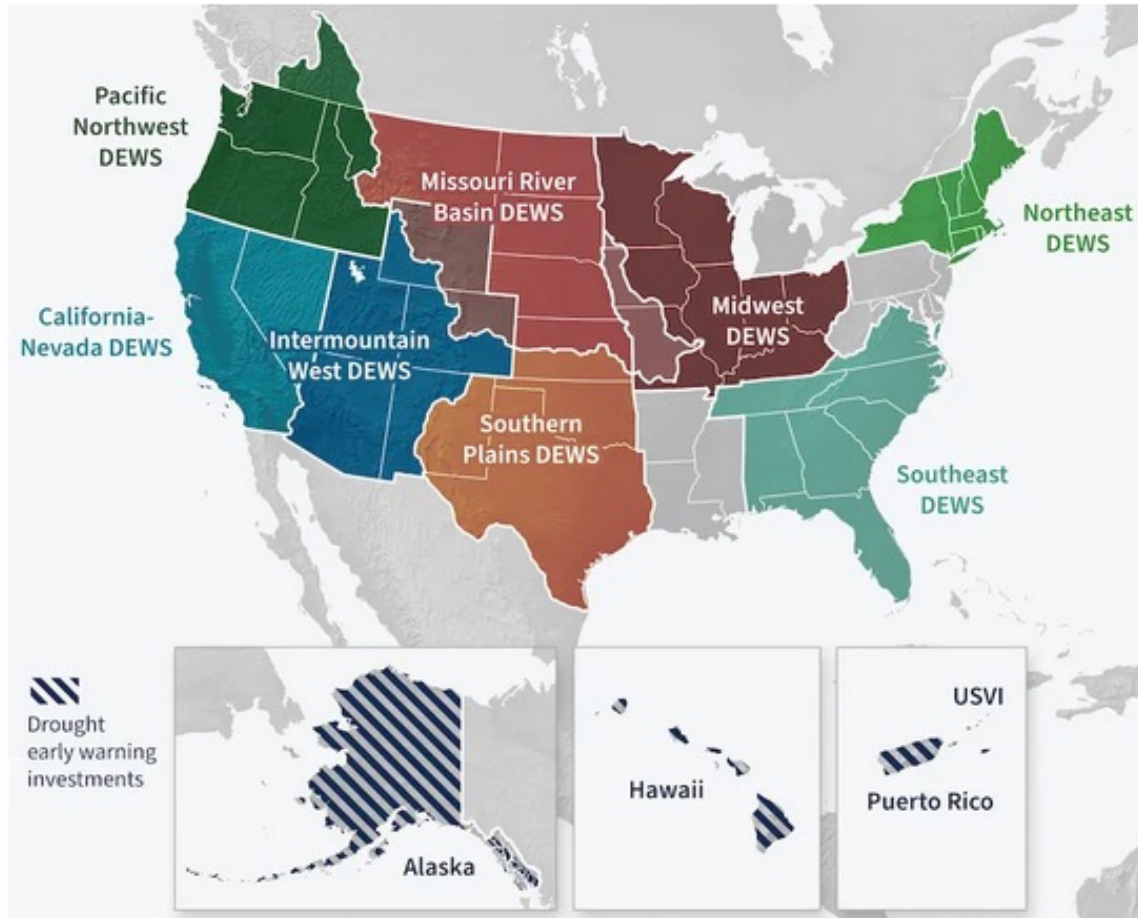 Pacific
Northwest
DEWS
Missouri River
Basin DEWS
Northeast
DEWS
California-
Nevada DEWS
Intermountain
West DEWS
Midwest
DEWS
Southern
Plains DEWS
Southeast
DEWS
Drought
early warning
investments
Alaska
Hawaii
USVI
Puerto Rico